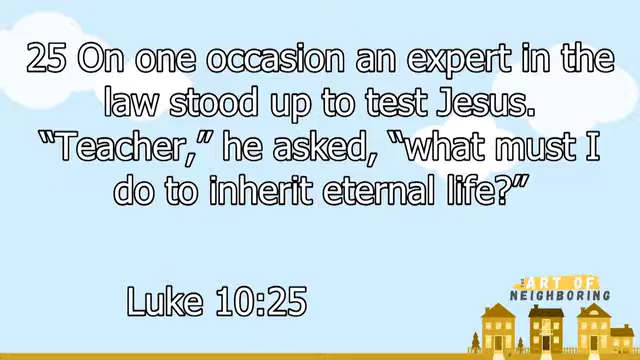 25 On one occasion an expert in the
law stood up to test Jesus.
“Teacher,” he asked, “what must I
do to inherit eternal life?”
Luke 10:25
THE
ART OF
NEIGHBORING